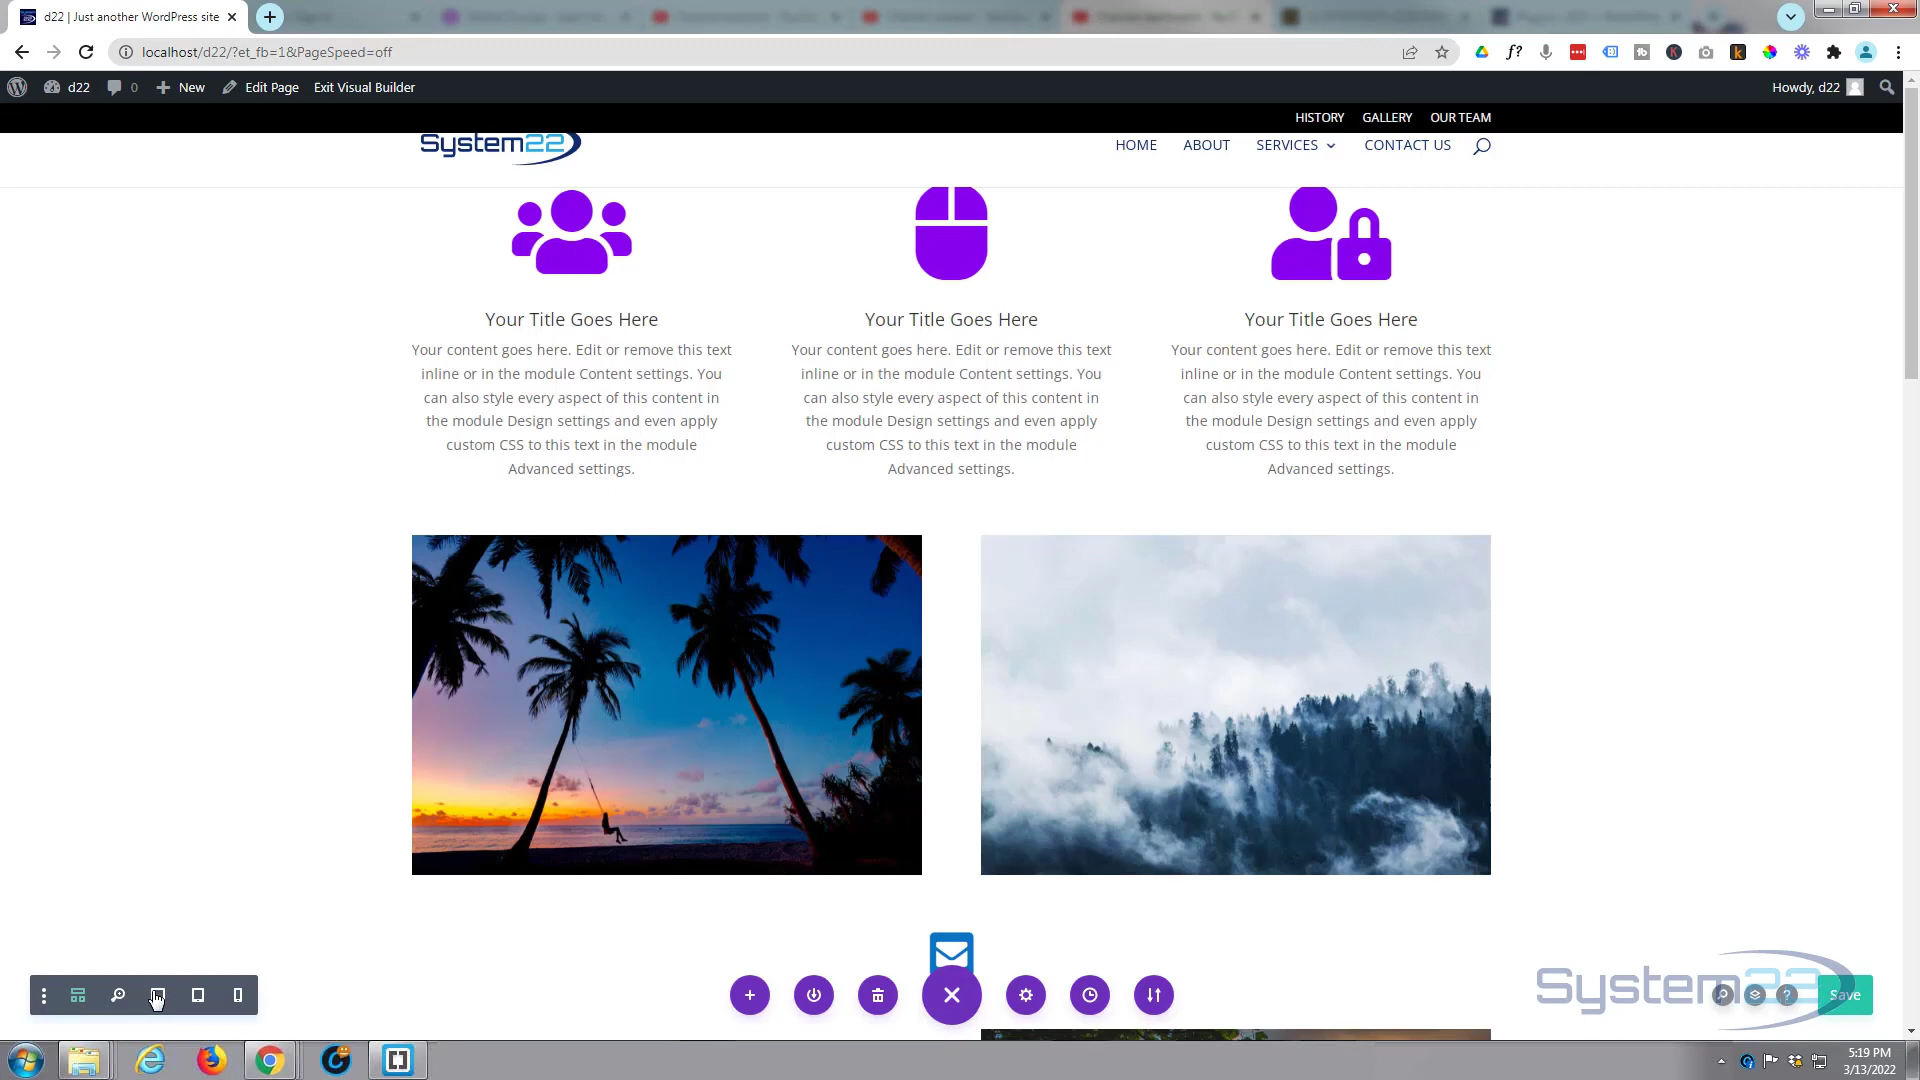 d22 | Just another WordPress site
localhost/d22/?et_fb=1&PageSpeed=off
d22
0
New
Edit Page
Exit Visual Builder
Howdy, d22
HISTORY
GALLERY
OUR TEAM
System22
HOME
ABOUT
SERVICES
CONTACT US
Your Title Goes Here
Your content goes here. Edit or remove this text
inline or in the module Content settings. You
can also style every aspect of this content in
the module Design settings and even apply
custom CSS to this text in the module
Advanced settings.
Your Title Goes Here
Your content goes here. Edit or remove this text
inline or in the module Content settings. You
can also style every aspect of this content in
the module Design settings and even apply
custom CSS to this text in the module
Advanced settings.
Your Title Goes Here
Your content goes here. Edit or remove this text
inline or in the module Content settings. You
can also style every aspect of this content in
the module Design settings and even apply
custom CSS to this text in the module
Advanced settings.
System22
Save
5:19 PM
3/13/2022